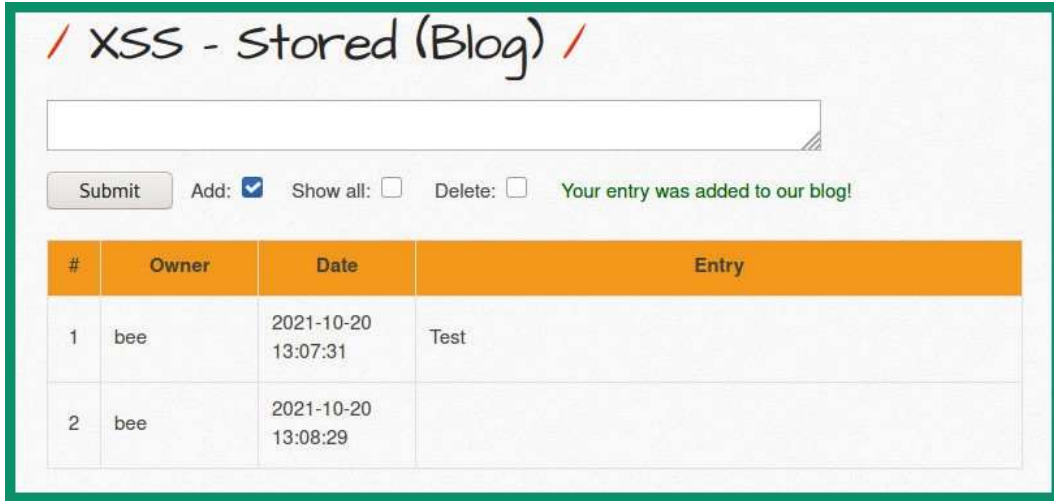 / XSS - Stored (Blog) /
Submit Add: Show all: Delete: Your entry was added to our blog!
# Owner Date Entry
1 bee 2021-10-20 13:07:31 Test
2 bee 2021-10-20 13:08:29